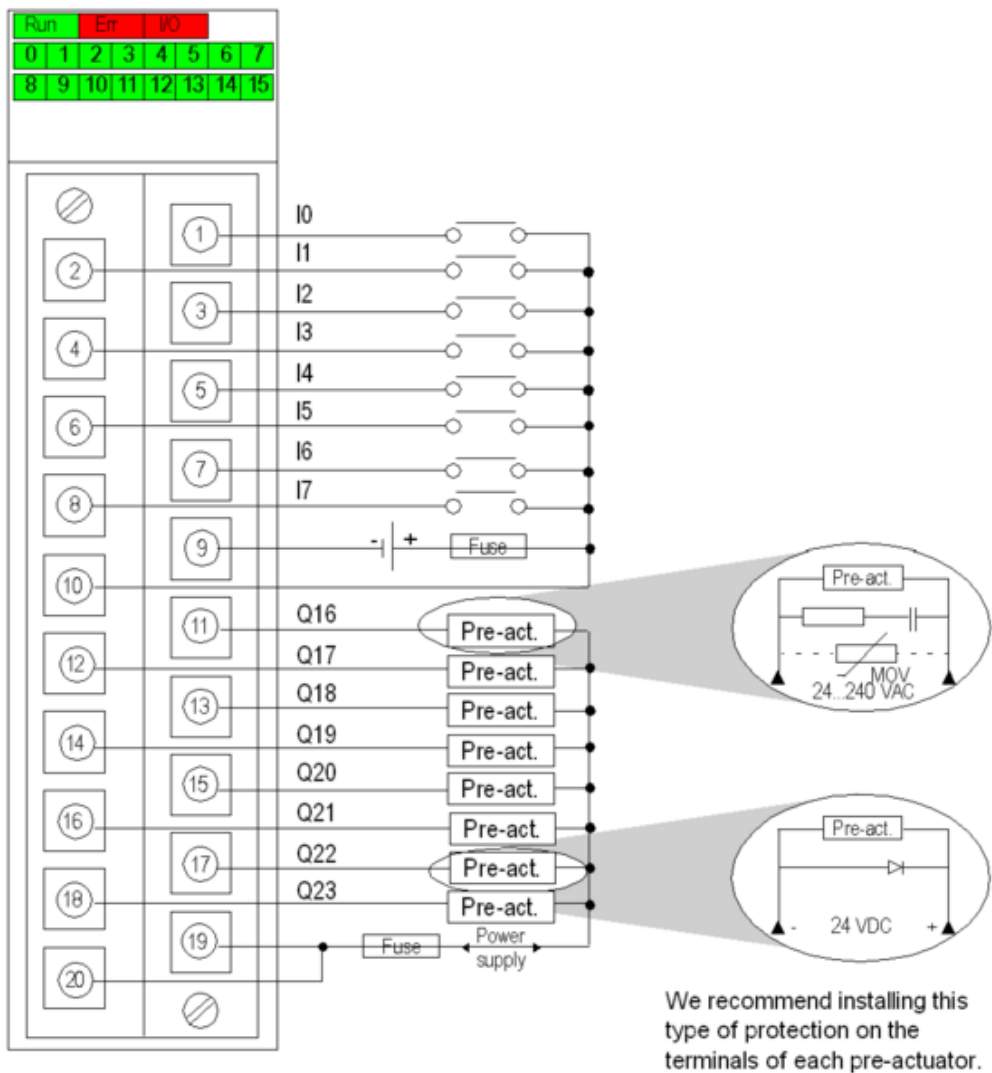 Run Err I/O
0 1 2 3 4 5 6 7
8 9 10 11 12 13 14 15
1 I0
2 I1
3 I2
4 I3
5 I4
6 I5
7 I6
8 I7
9 - + Fuse
10
11 Q16 Pre-act.
12 Q17 Pre-act.
13 Q18 Pre-act.
14 Q19 Pre-act.
15 Q20 Pre-act.
16 Q21 Pre-act.
17 Q22 Pre-act.
18 Q23 Pre-act.
19 Fuse Power
supply
20
Pre-act.
MOV
24...240 VAC
Pre-act.
- 24 VDC +
We recommend installing this
type of protection on the
terminals of each pre-actuator.